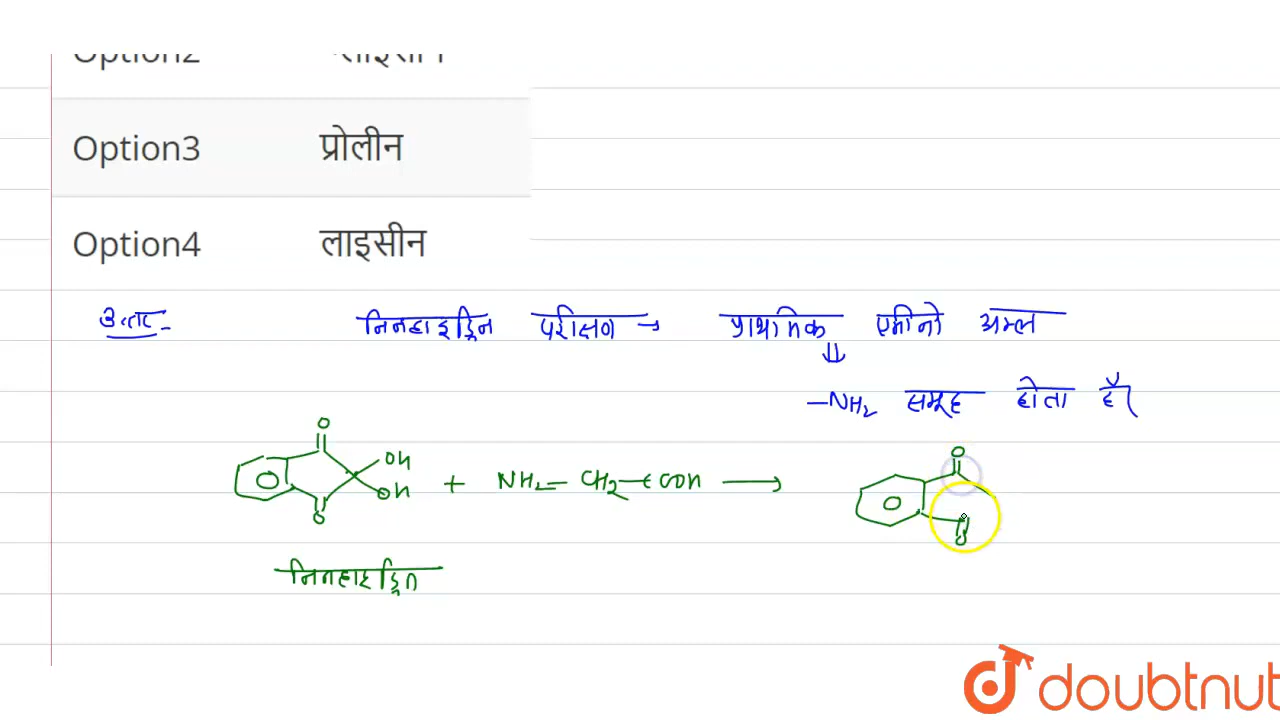 Option2
Option3 प्रोलीन
Option4 लाइसीन
उत्तर- निनहाइड्रिन परीक्षण → प्राथमिक एमीनो अम्ल
⇓
—NH2 समूह होता है।
O O
OH
+ NH2— CH2—COOH ⟶
OH
O O
निनहाइड्रिन
doubtnut